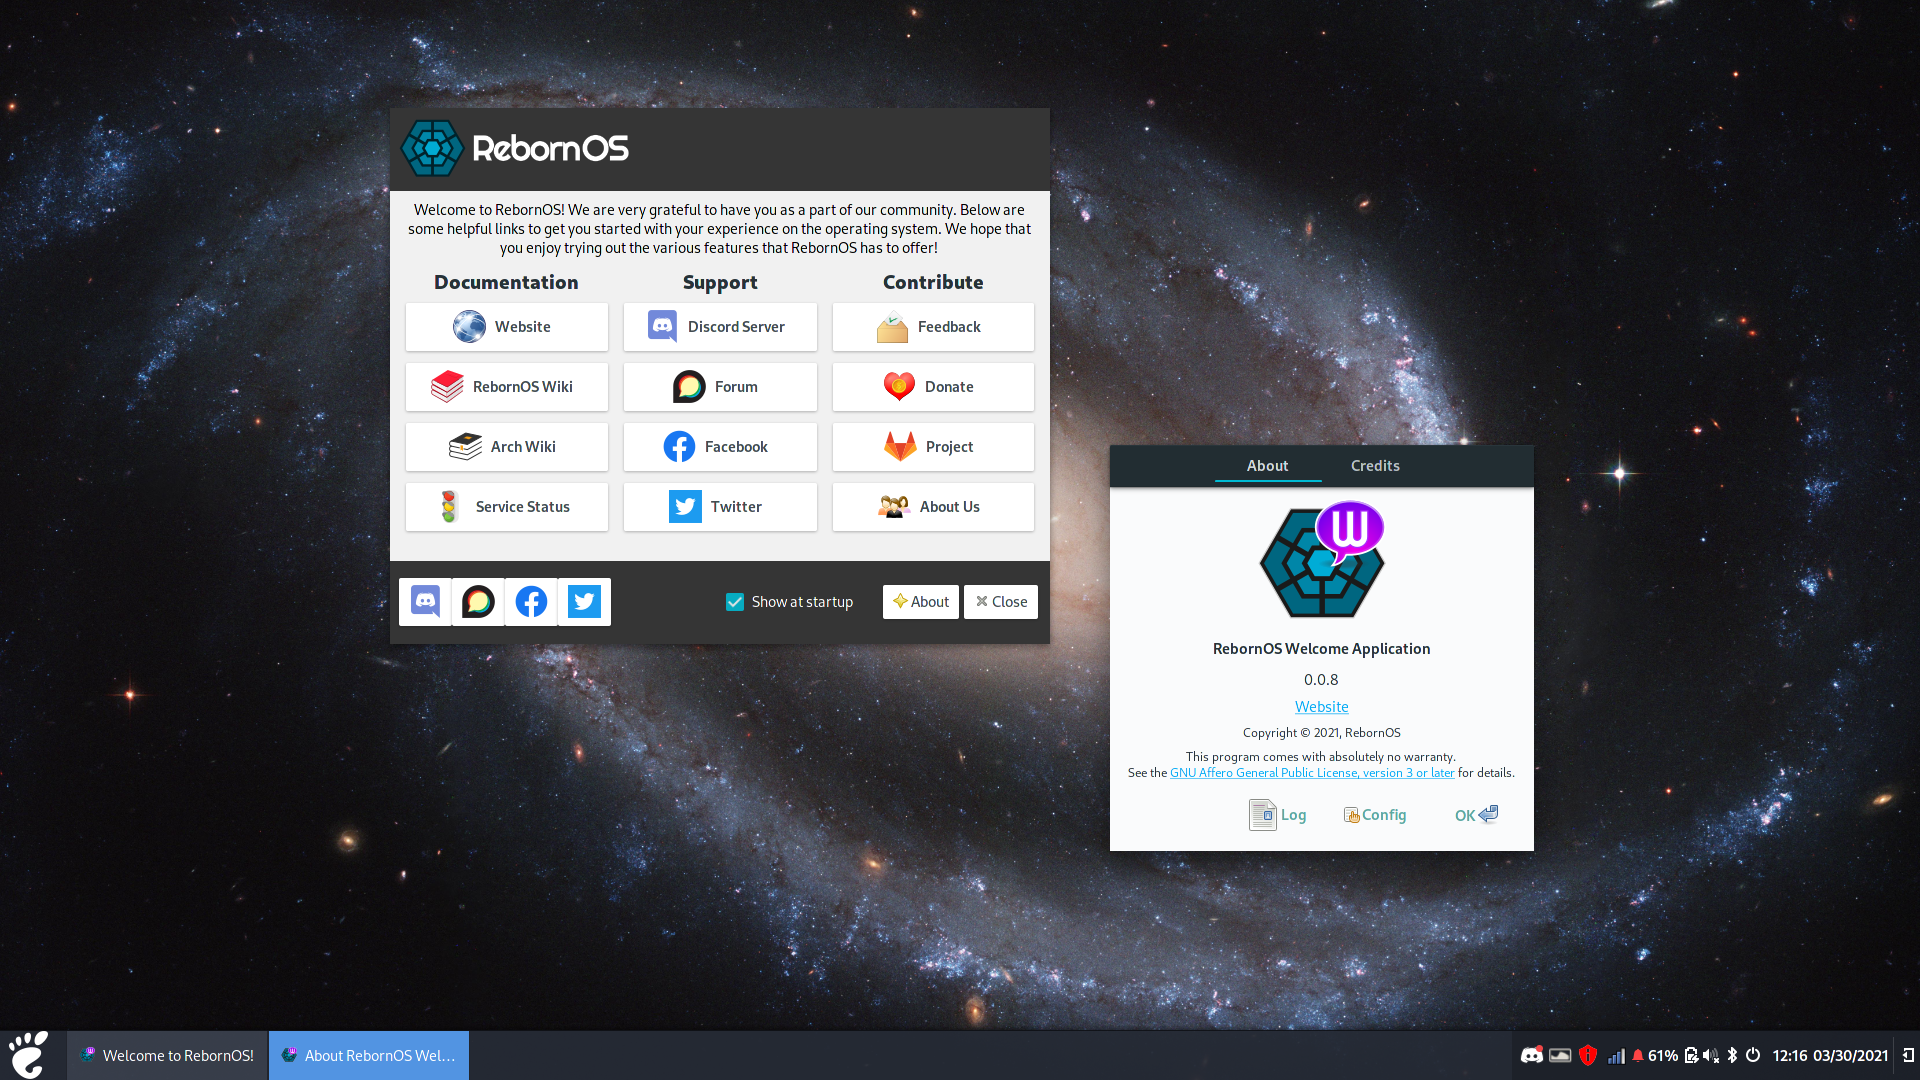 RebornOS
Welcome to RebornOS! We are very grateful to have you as a part of our community. Below are
some helpful links to get you started with your experience on the operating system. We hope that
you enjoy trying out the various features that RebornOS has to offer!
Documentation
Support
Contribute
Website
Discord Server
Feedback
RebornOS Wiki
Forum
Donate
Arch Wiki
Facebook
Project
Service Status
Twitter
About Us
Show at startup
About
Close
About
Credits
W
RebornOS Welcome Application
0.0.8
Website
Copyright © 2021, RebornOS
This program comes with absolutely no warranty.
See the GNU Affero General Public License, version 3 or later for details.
Log
Config
OK
Welcome to RebornOS!
About RebornOS Wel...
61%
12:16 03/30/2021